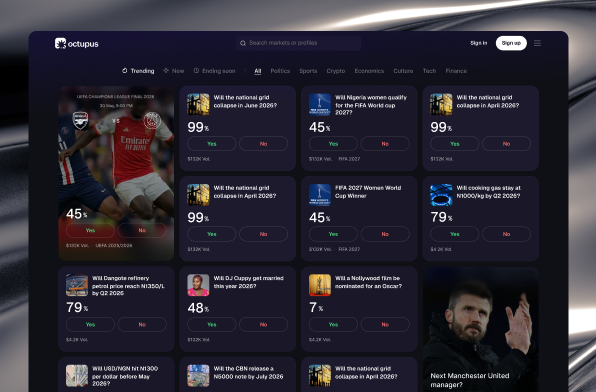 octupus
Search markets or profiles
Sign in
Sign up
Trending
New
Ending soon
All
Politics
Sports
Crypto
Economics
Culture
Tech
Finance
UEFA CHAMPIONS LEAGUE FINAL 2026
30 May, 5:00 PM
VS
45%
Yes
No
$130K Vol.
UEFA 2025/2026
Will the national grid
collapse in June 2026?
99%
Yes
No
$132K Vol.
Will Nigeria women qualify
for the FIFA World cup
2027?
45%
Yes
No
$132K Vol.
FIFA 2027
Will the national grid
collapse in April 2026?
99%
Yes
No
$132K Vol.
Will the national grid
collapse in April 2026?
99%
Yes
No
$132K Vol.
FIFA 2027 Women World
Cup Winner
45%
Yes
No
$132K Vol.
FIFA 2027
Will cooking gas stay at
N1000/kg by Q2 2026?
79%
Yes
No
$4.2K Vol.
Will Dangote refinery
petrol price reach N1350/L
by Q2 2026
79%
Yes
No
$4.2K Vol.
Will DJ Cuppy get married
this year 2026?
48%
Yes
No
$132K Vol.
Will a Nollywood film be
nominated for an Oscar?
7%
Yes
No
$4.2K Vol.
Next Manchester United
manager?
Will USD/NGN hit N1300
per dollar before May
2026?
Will the CBN release a
N5000 note by July 2026
Will the national grid
collapse in April 2026?